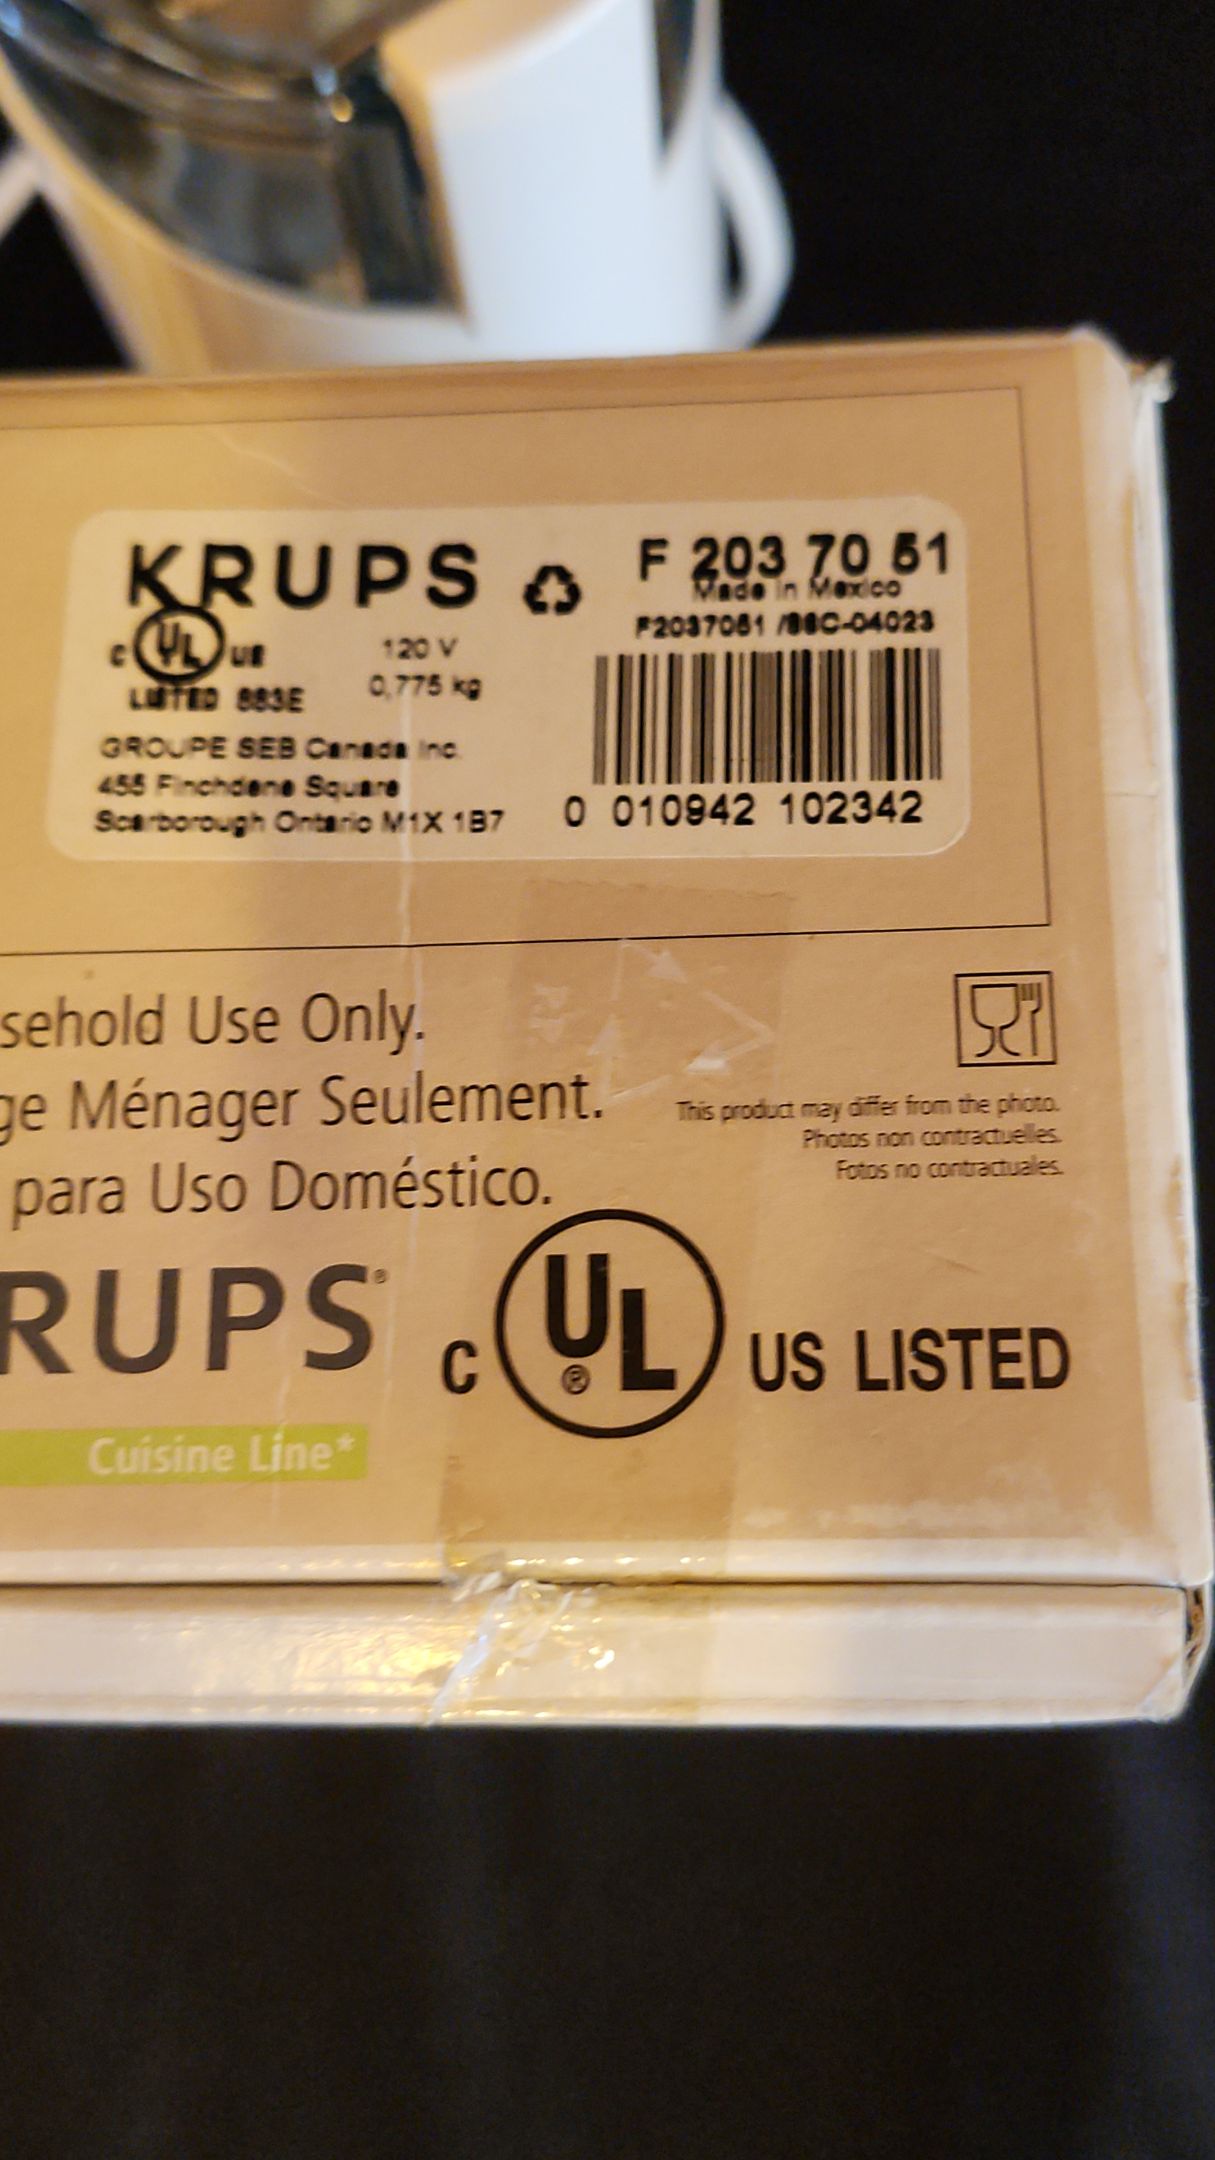 KRUPS
F 203 70 51
Made in Mexico
F2037051 /86C-04023
C UL US
120 V
LISTED 883E
0,775 kg
GROUPE SEB Canada Inc.
455 Finchdene Square
Scarborough Ontario M1X 1B7
0 010942 102342
sehold Use Only.
ge Ménager Seulement.
para Uso Doméstico.
This product may differ from the photo.
Photos non contractuelles.
Fotos no contractuales.
RUPS®
C UL® US LISTED
Cuisine Line*